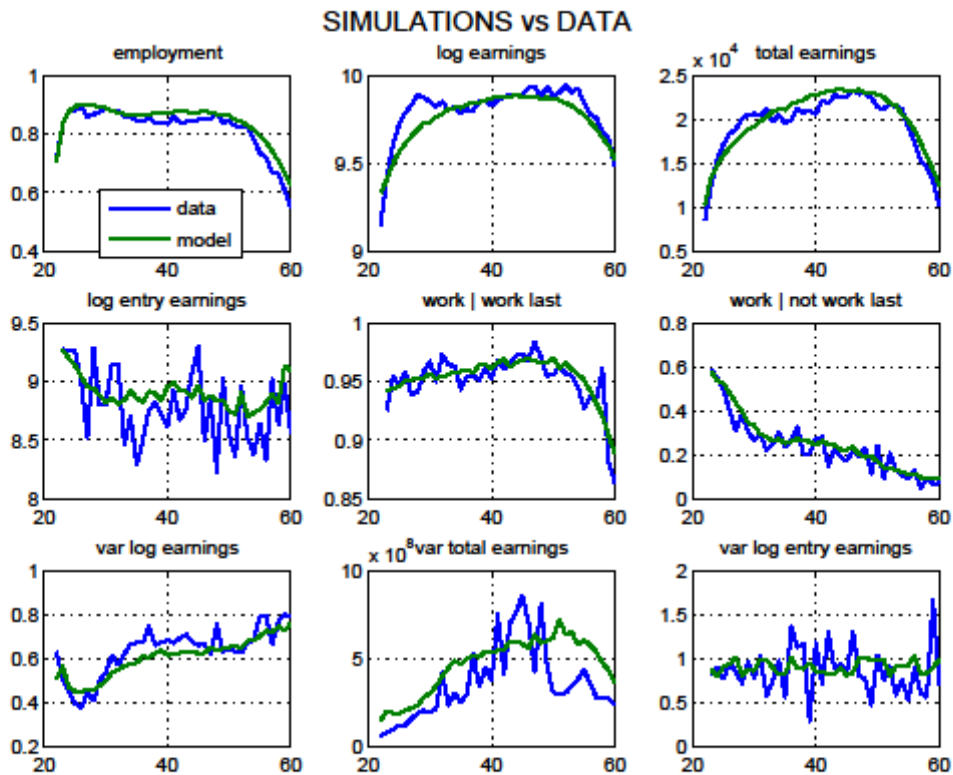 SIMULATIONS vs DATA
employment
log earnings
x 10^4 total earnings
1
0.8
0.6
0.4
20 40 60
data
model
10
9.5
9
20 40 60
2.5
2
1.5
1
0.5
20 40 60
log entry earnings
work | work last
work | not work last
9.5
9
8.5
8
20 40 60
1
0.95
0.9
0.85
20 40 60
0.8
0.6
0.4
0.2
0
20 40 60
var log earnings
x 10^8 var total earnings
var log entry earnings
1
0.8
0.6
0.4
0.2
20 40 60
10
5
0
20 40 60
2
1.5
1
0.5
0
20 40 60